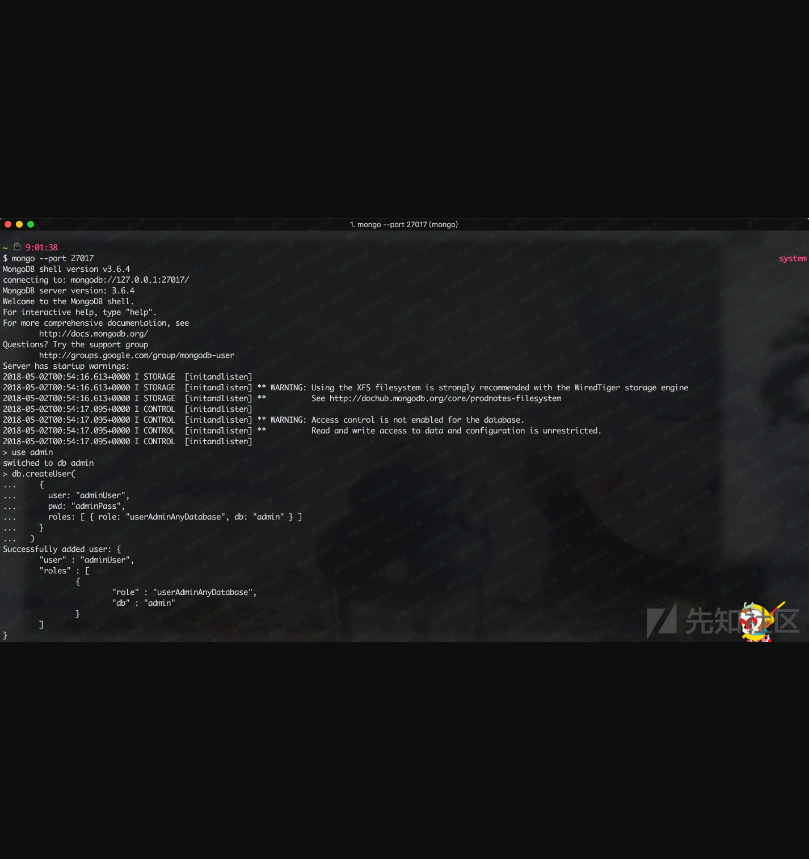 1. mongo --port 27017 (mongo)
~ 9:01:38
$ mongo --port 27017 system
MongoDB shell version v3.6.4
connecting to: mongodb://127.0.0.1:27017/
MongoDB server version: 3.6.4
Welcome to the MongoDB shell.
For interactive help, type "help".
For more comprehensive documentation, see
http://docs.mongodb.org/
Questions? Try the support group
http://groups.google.com/group/mongodb-user
Server has startup warnings:
2018-05-02T00:54:16.613+0000 I STORAGE  [initandlisten]
2018-05-02T00:54:16.613+0000 I STORAGE  [initandlisten] ** WARNING: Using the XFS filesystem is strongly recommended with the WiredTiger storage engine
2018-05-02T00:54:16.613+0000 I STORAGE  [initandlisten] **          See http://dochub.mongodb.org/core/prodnotes-filesystem
2018-05-02T00:54:17.095+0000 I CONTROL  [initandlisten]
2018-05-02T00:54:17.095+0000 I CONTROL  [initandlisten] ** WARNING: Access control is not enabled for the database.
2018-05-02T00:54:17.095+0000 I CONTROL  [initandlisten] **          Read and write access to data and configuration is unrestricted.
2018-05-02T00:54:17.095+0000 I CONTROL  [initandlisten]
> use admin
switched to db admin
> db.createUser(
...     {
...       user: "adminUser",
...       pwd: "adminPass",
...       roles: [ { role: "userAdminAnyDatabase", db: "admin" } ]
...     }
...   )
Successfully added user: {
"user" : "adminUser",
"roles" : [
{
"role" : "userAdminAnyDatabase",
"db" : "admin"
}
]
}
先知社区